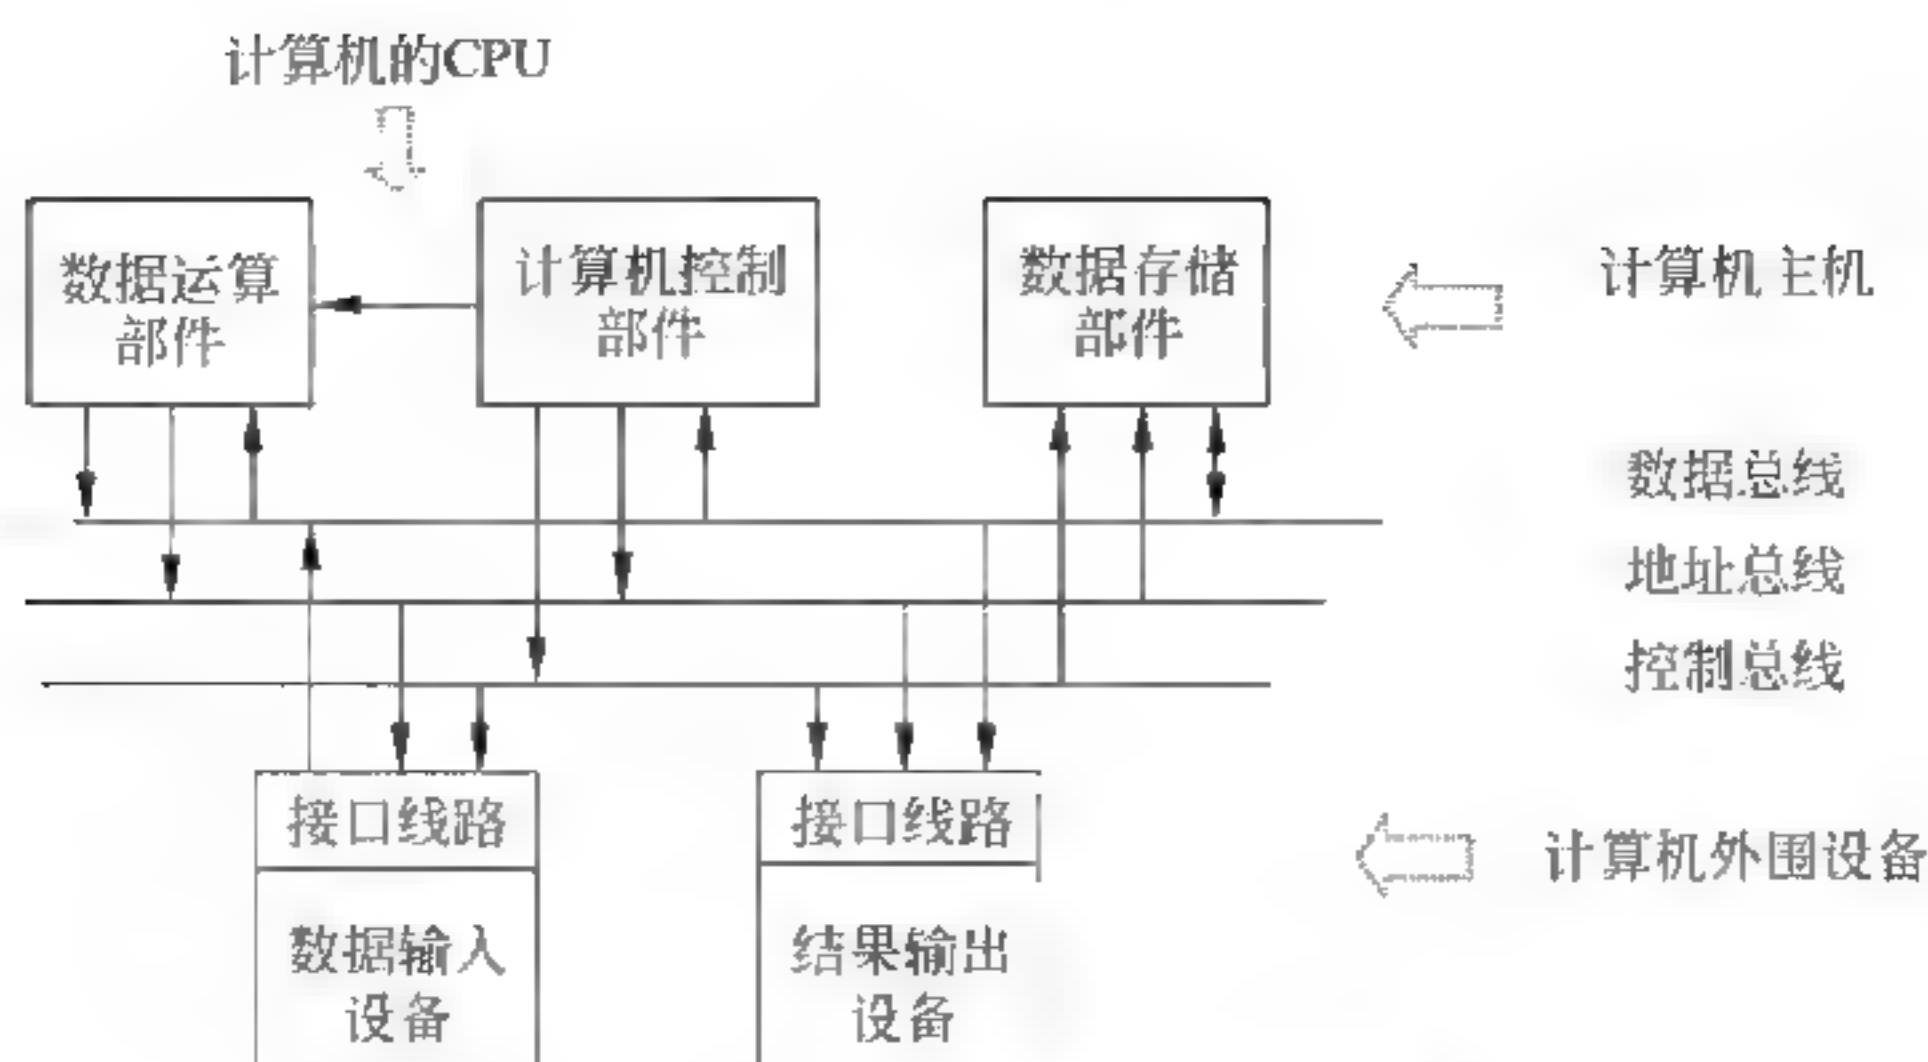 计算机的CPU
数据运算
部件
计算机控制
部件
数据存储
部件
计算机主机
数据总线
地址总线
控制总线
接口线路
数据输入
设备
接口线路
结果输出
设备
计算机外围设备